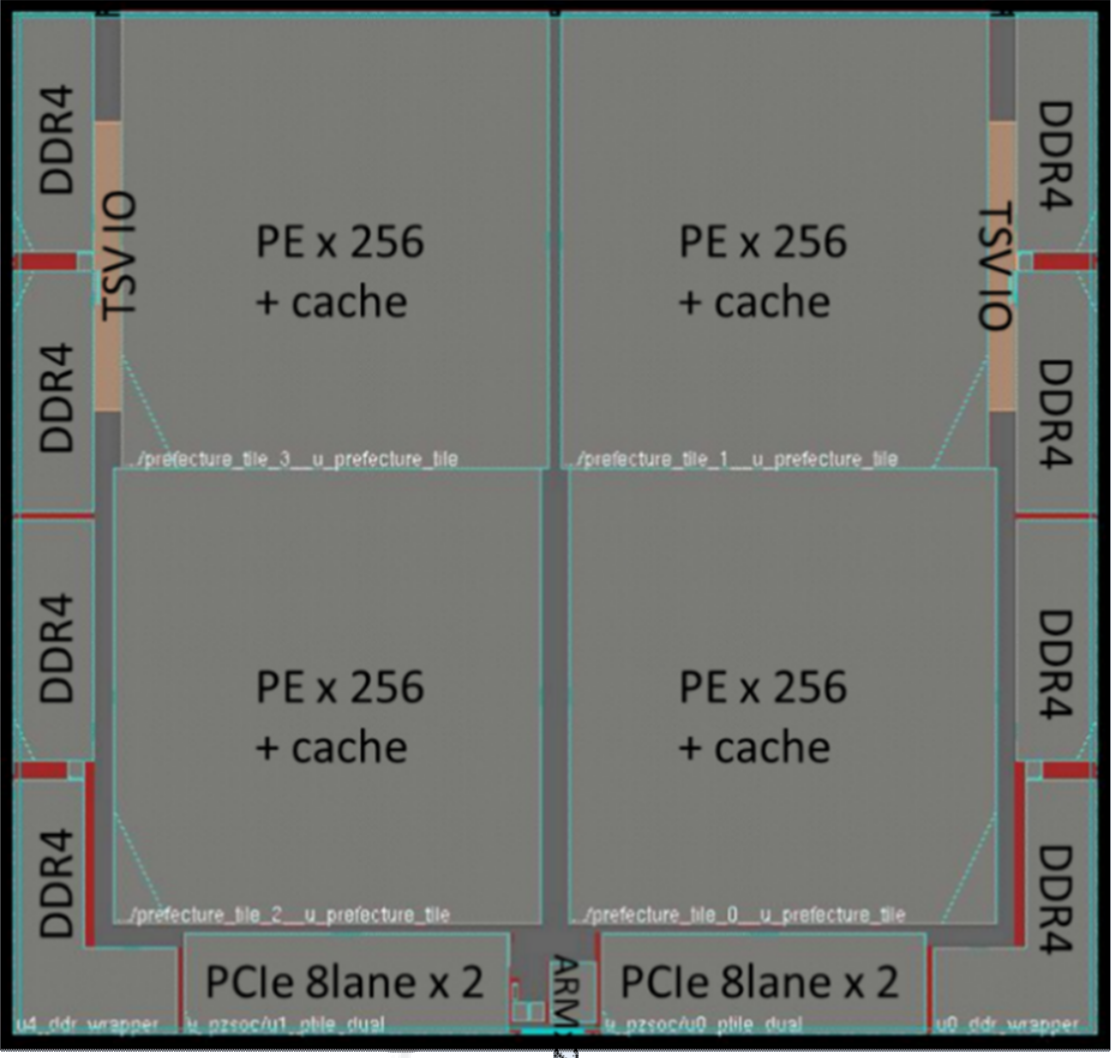 DDR4
DDR4
TSV IO
TSV IO
PE x 256
+ cache
PE x 256
+ cache
DDR4
DDR4
../prefecture_tile_3__u_prefecture_tile
./prefecture_tile_1__u_prefecture_tile
DDR4
DDR4
PE x 256
+ cache
PE x 256
+ cache
DDR4
DDR4
../prefecture_tile_2__u_prefecture_tile
../prefecture_tile_0__u_prefecture_tile
PCIe 8lane x 2
ARM
PCIe 8lane x 2
u4_ddr_wrapper
u_pzsoc/u1_ptile_dual
u_pzsoc/u0_ptile_dual
u0_ddr_wrapper